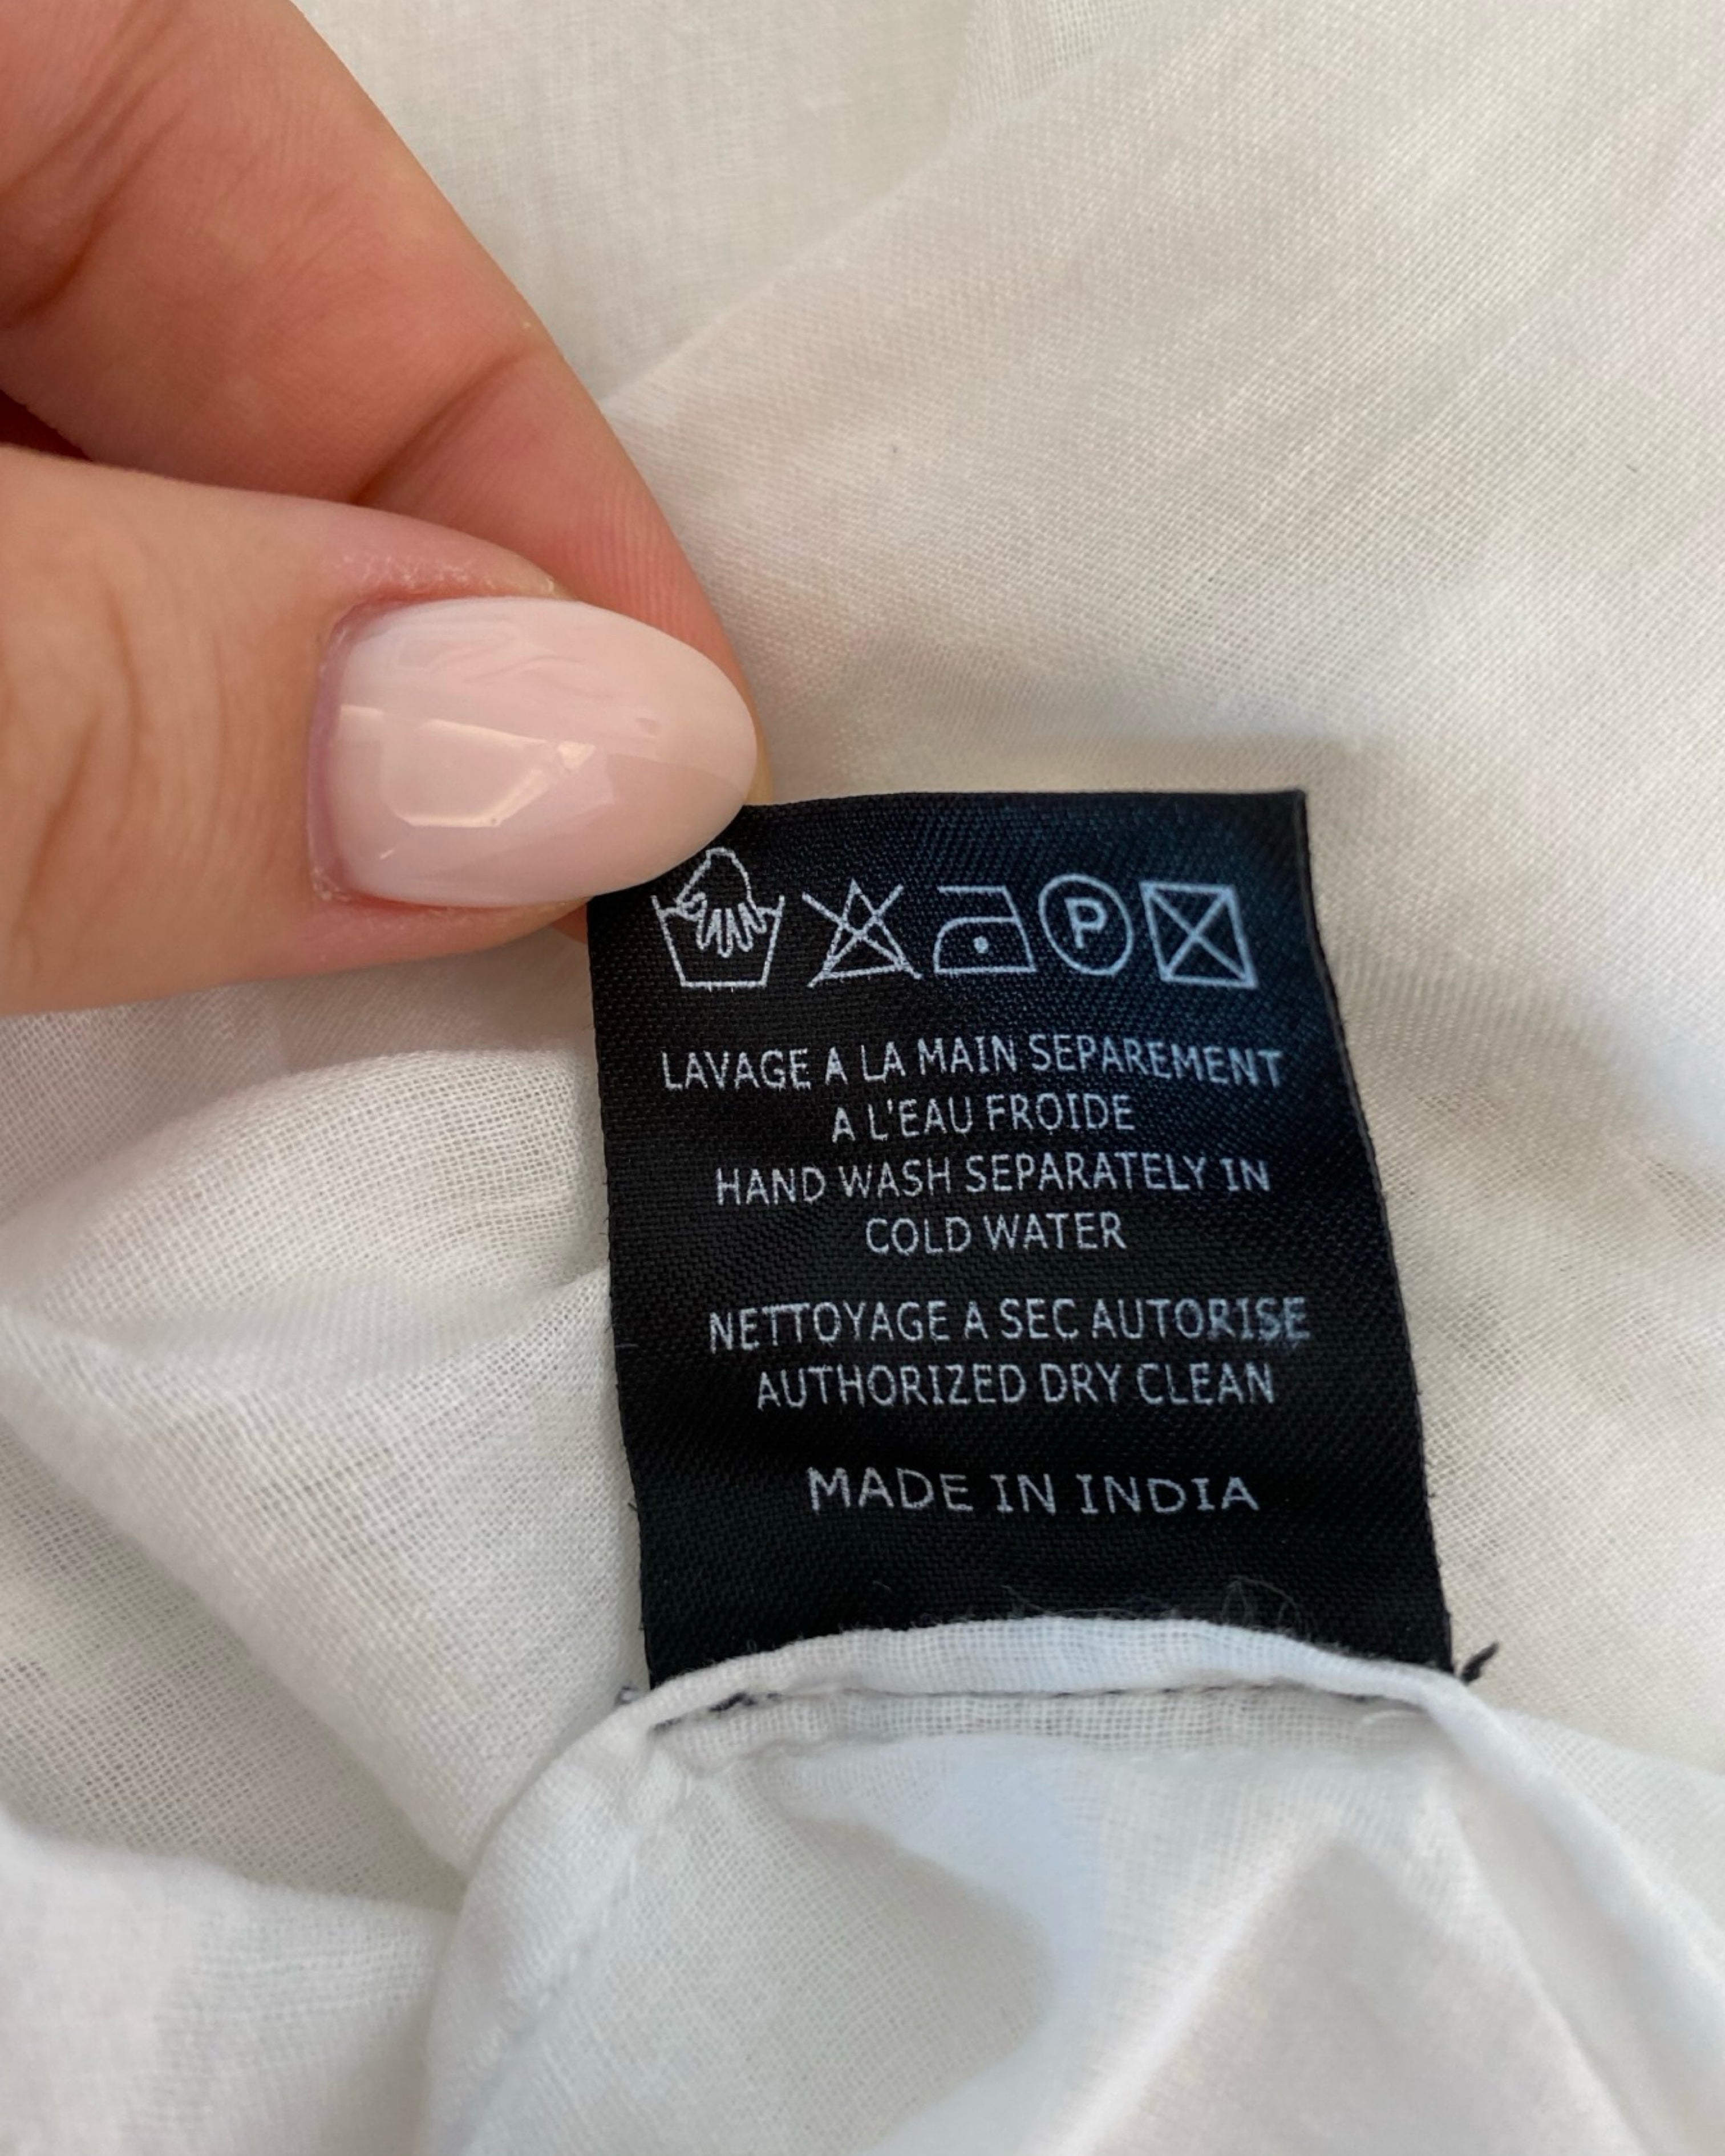 P
LAVAGE A LA MAIN SEPAREMENT
A L'EAU FROIDE
HAND WASH SEPARATELY IN
COLD WATER
NETTOYAGE A SEC AUTORISE
AUTHORIZED DRY CLEAN
MADE IN INDIA